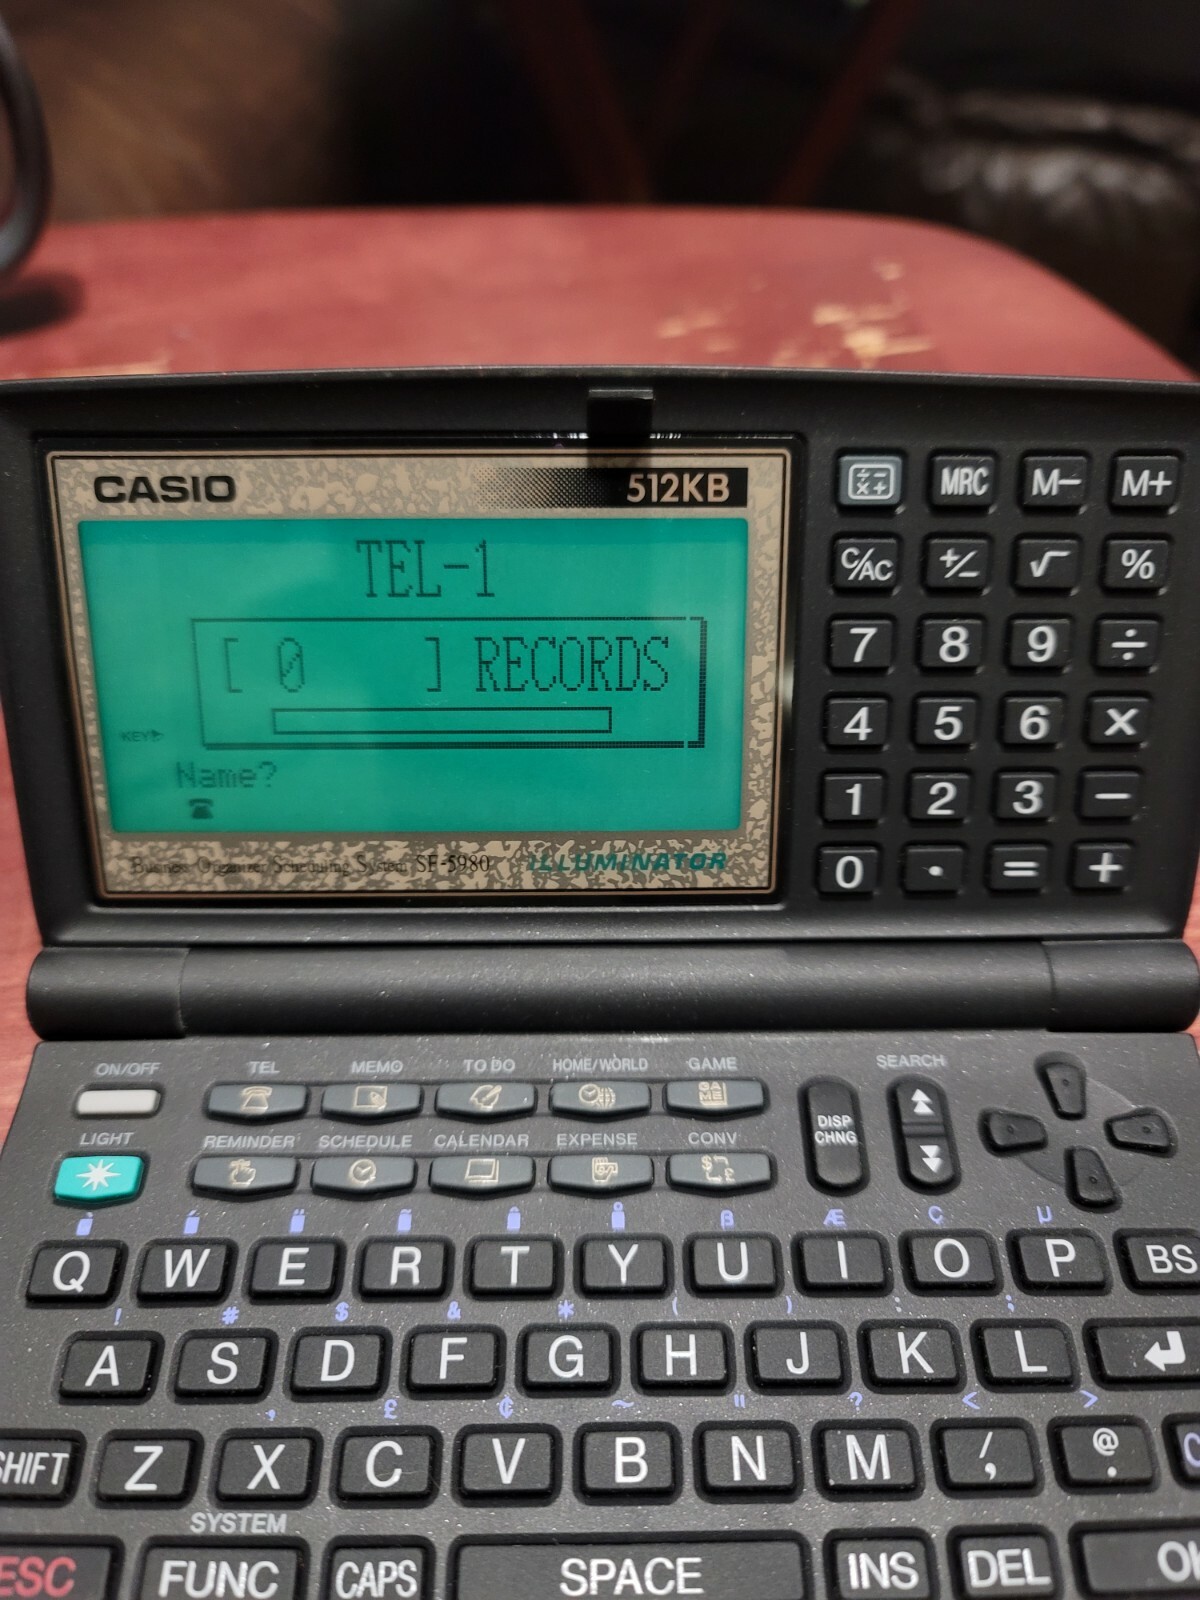 CASIO 512KB
TEL-1
[ 0 ] RECORDS
KEY
Name?
Business Organizer Scheduling System SF-5980 ILLUMINATOR
MRC M− M+
C/AC +/− √ %
7 8 9 ÷
4 5 6 ×
1 2 3 −
0 . = +
ON/OFF TEL MEMO TO DO HOME/WORLD GAME SEARCH
GAME
DISP CHNG
LIGHT REMINDER SCHEDULE CALENDAR EXPENSE CONV
β Æ Ç μ
Q W E R T Y U I O P BS
! # $ & * ( ) : ;
A S D F G H J K L
, £ ¢ ~ " ? < >
SHIFT Z X C V B N M / , @ .
SYSTEM
ESC FUNC CAPS SPACE INS DEL